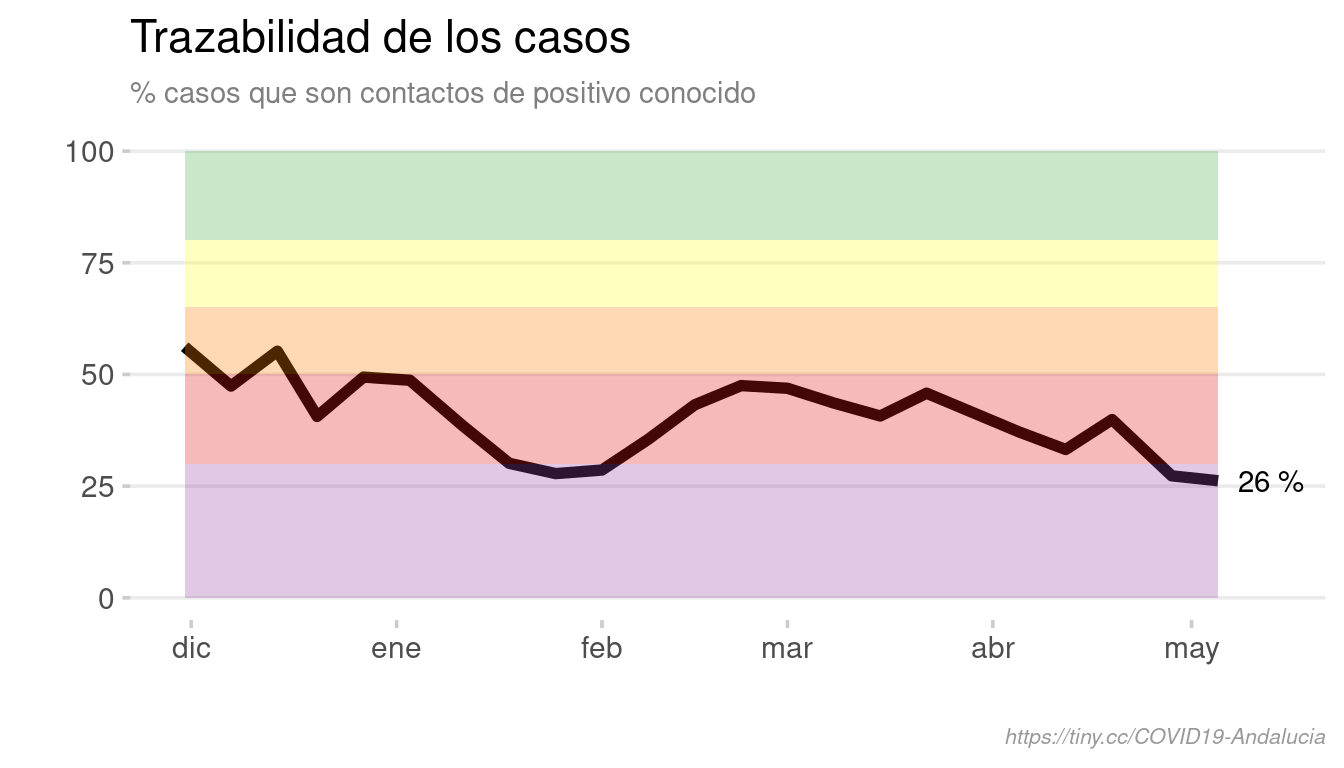 Trazabilidad de los casos
% casos que son contactos de positivo conocido
100
75
50
25
0
26 %
dic ene feb mar abr may
https://tiny.cc/COVID19-Andalucia